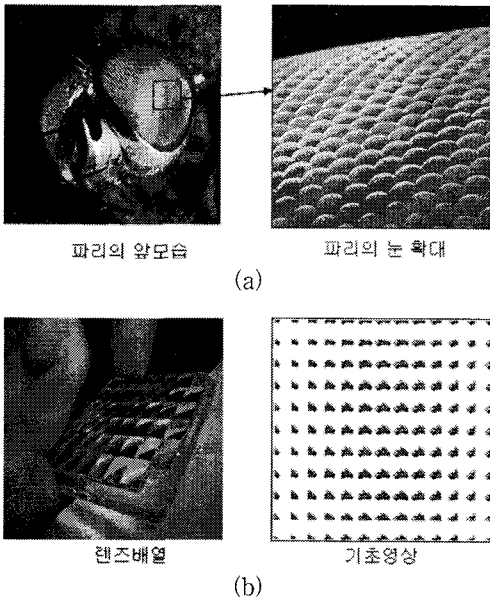 파리의 앞모습
파리의 눈 확대
(a)
렌즈배열
기초영상
(b)